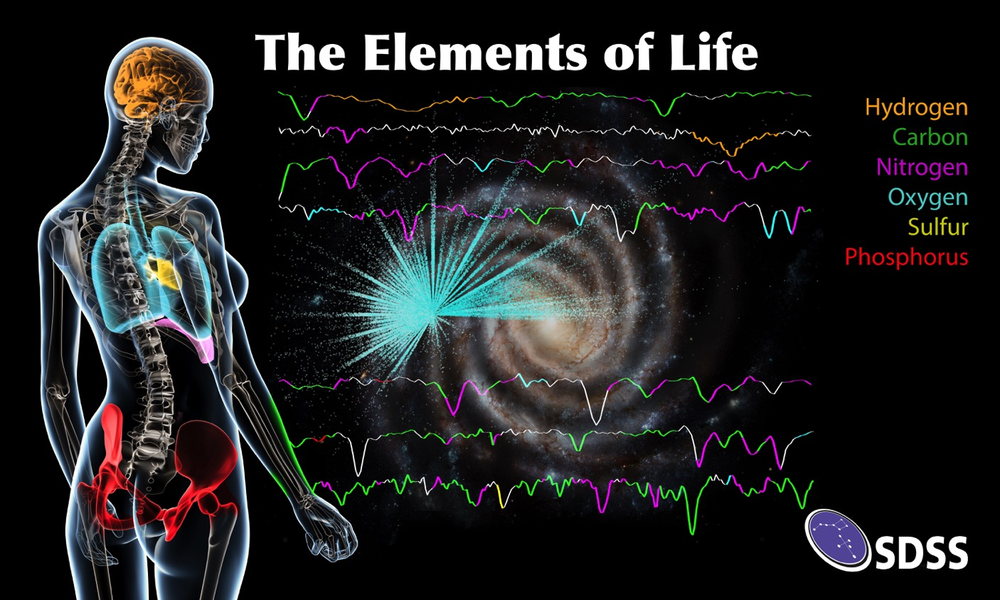 The Elements of Life
Hydrogen
Carbon
Nitrogen
Oxygen
Sulfur
Phosphorus
SDSS